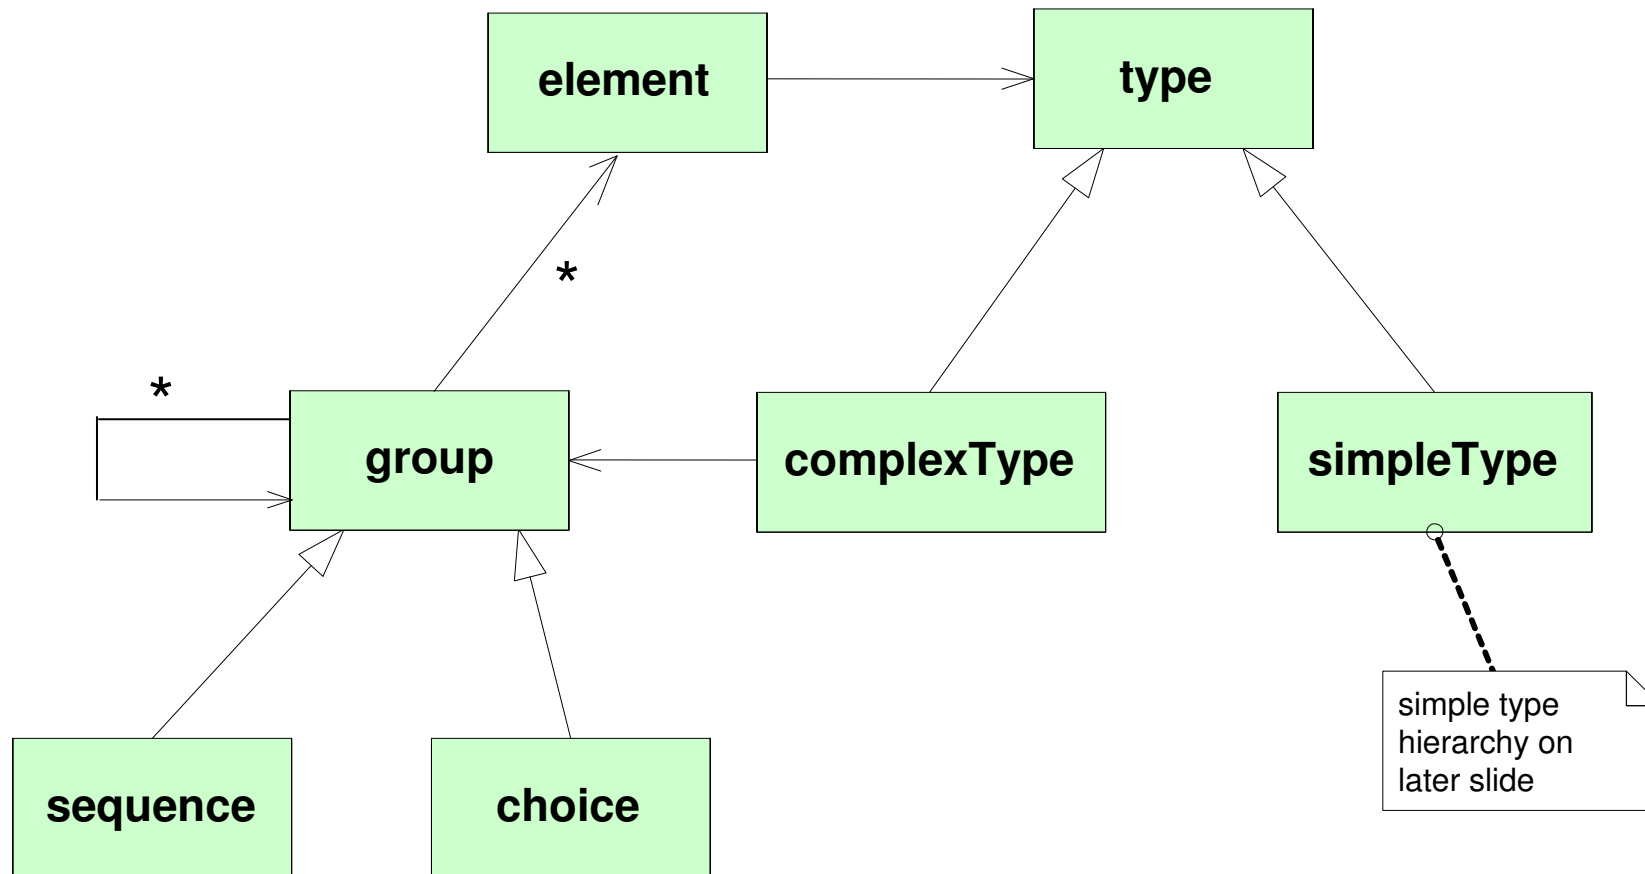 element
type
*
*
group
complexType
simpleType
simple type
hierarchy on
later slide
sequence
choice